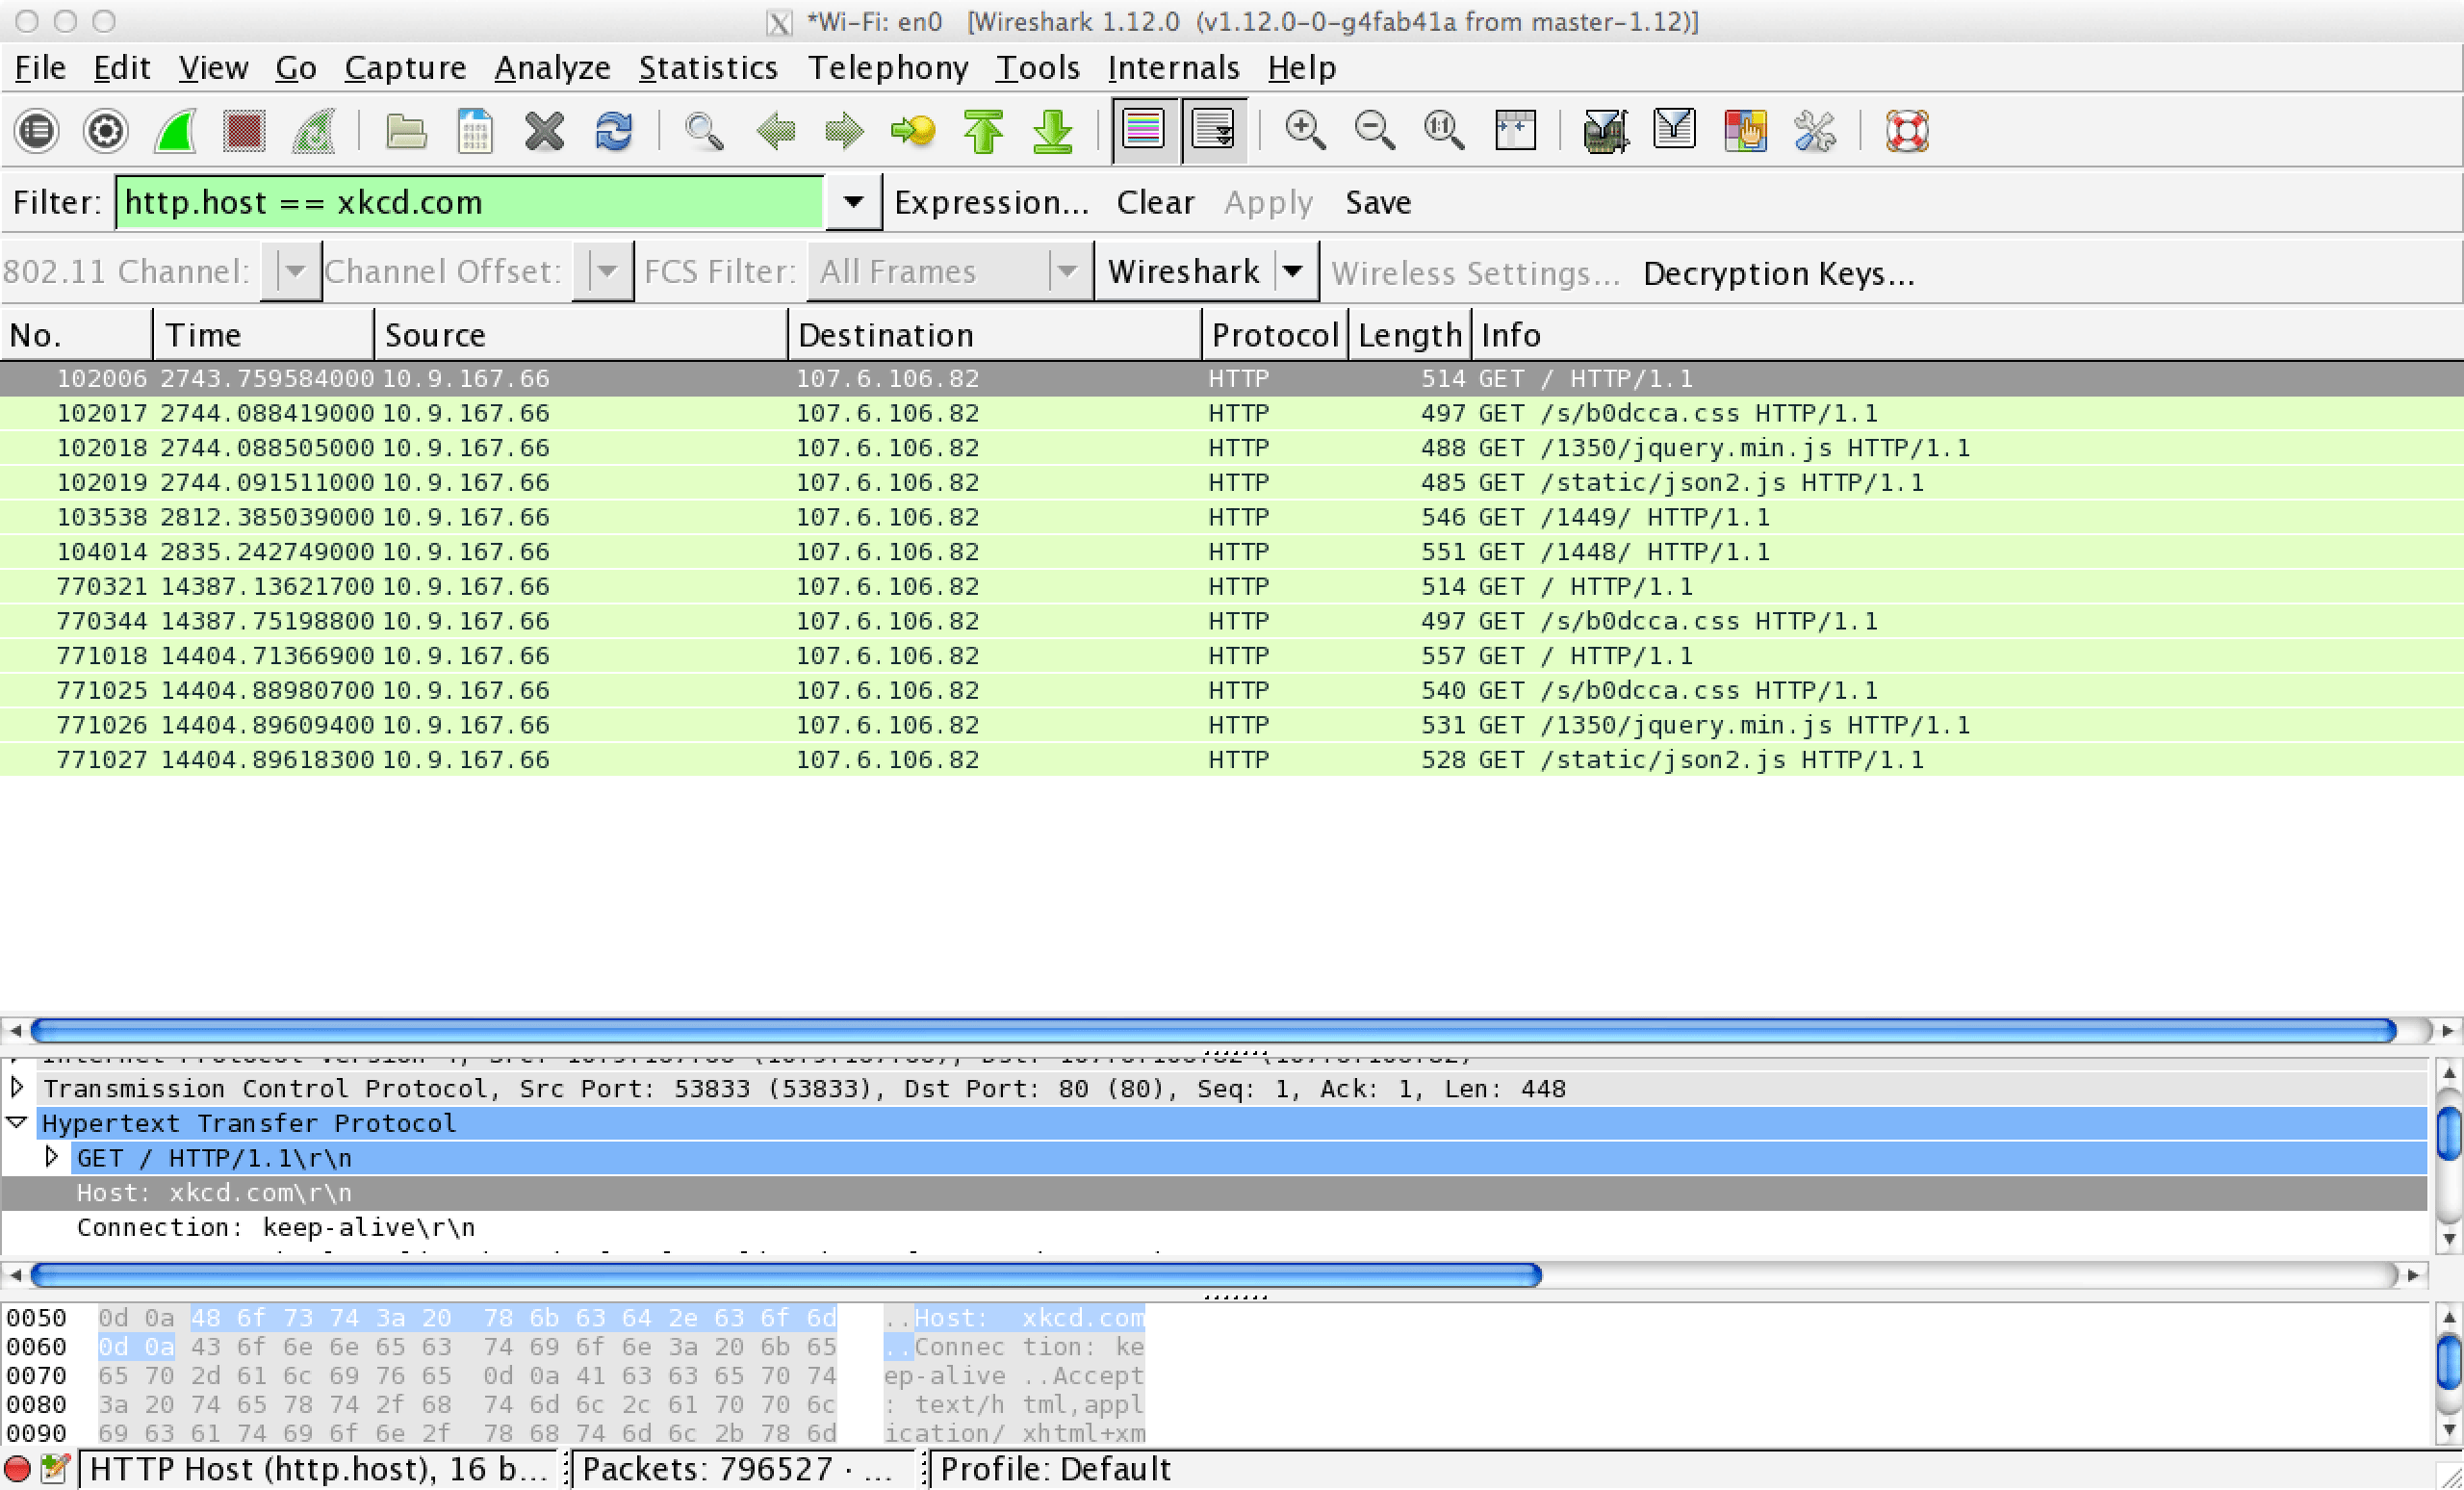 *Wi-Fi: en0 [Wireshark 1.12.0 (v1.12.0-0-g4fab41a from master-1.12)]
File Edit View Go Capture Analyze Statistics Telephony Tools Internals Help
Filter: http.host == xkcd.com Expression... Clear Apply Save
802.11 Channel: Channel Offset: FCS Filter: All Frames Wireshark Wireless Settings... Decryption Keys...
No. Time Source Destination Protocol Length Info
102006 2743.759584000 10.9.167.66 107.6.106.82 HTTP 514 GET / HTTP/1.1
102017 2744.088419000 10.9.167.66 107.6.106.82 HTTP 497 GET /s/b0dcca.css HTTP/1.1
102018 2744.088505000 10.9.167.66 107.6.106.82 HTTP 488 GET /1350/jquery.min.js HTTP/1.1
102019 2744.091511000 10.9.167.66 107.6.106.82 HTTP 485 GET /static/json2.js HTTP/1.1
103538 2812.385039000 10.9.167.66 107.6.106.82 HTTP 546 GET /1449/ HTTP/1.1
104014 2835.242749000 10.9.167.66 107.6.106.82 HTTP 551 GET /1448/ HTTP/1.1
770321 14387.13621700 10.9.167.66 107.6.106.82 HTTP 514 GET / HTTP/1.1
770344 14387.75198800 10.9.167.66 107.6.106.82 HTTP 497 GET /s/b0dcca.css HTTP/1.1
771018 14404.71366900 10.9.167.66 107.6.106.82 HTTP 557 GET / HTTP/1.1
771025 14404.88980700 10.9.167.66 107.6.106.82 HTTP 540 GET /s/b0dcca.css HTTP/1.1
771026 14404.89609400 10.9.167.66 107.6.106.82 HTTP 531 GET /1350/jquery.min.js HTTP/1.1
771027 14404.89618300 10.9.167.66 107.6.106.82 HTTP 528 GET /static/json2.js HTTP/1.1
Transmission Control Protocol, Src Port: 53833 (53833), Dst Port: 80 (80), Seq: 1, Ack: 1, Len: 448
Hypertext Transfer Protocol
GET / HTTP/1.1\r\n
Host: xkcd.com\r\n
Connection: keep-alive\r\n
0050 0d 0a 48 6f 73 74 3a 20 78 6b 63 64 2e 63 6f 6d ..Host: xkcd.com
0060 0d 0a 43 6f 6e 6e 65 63 74 69 6f 6e 3a 20 6b 65 ..Connec tion: ke
0070 65 70 2d 61 6c 69 76 65 0d 0a 41 63 63 65 70 74 ep-alive ..Accept
0080 3a 20 74 65 78 74 2f 68 74 6d 6c 2c 61 70 70 6c : text/h tml,appl
0090 69 63 61 74 69 6f 6e 2f 78 68 74 6d 6c 2b 78 6d ication/ xhtml+xm
HTTP Host (http.host), 16 b... Packets: 796527 · ... Profile: Default